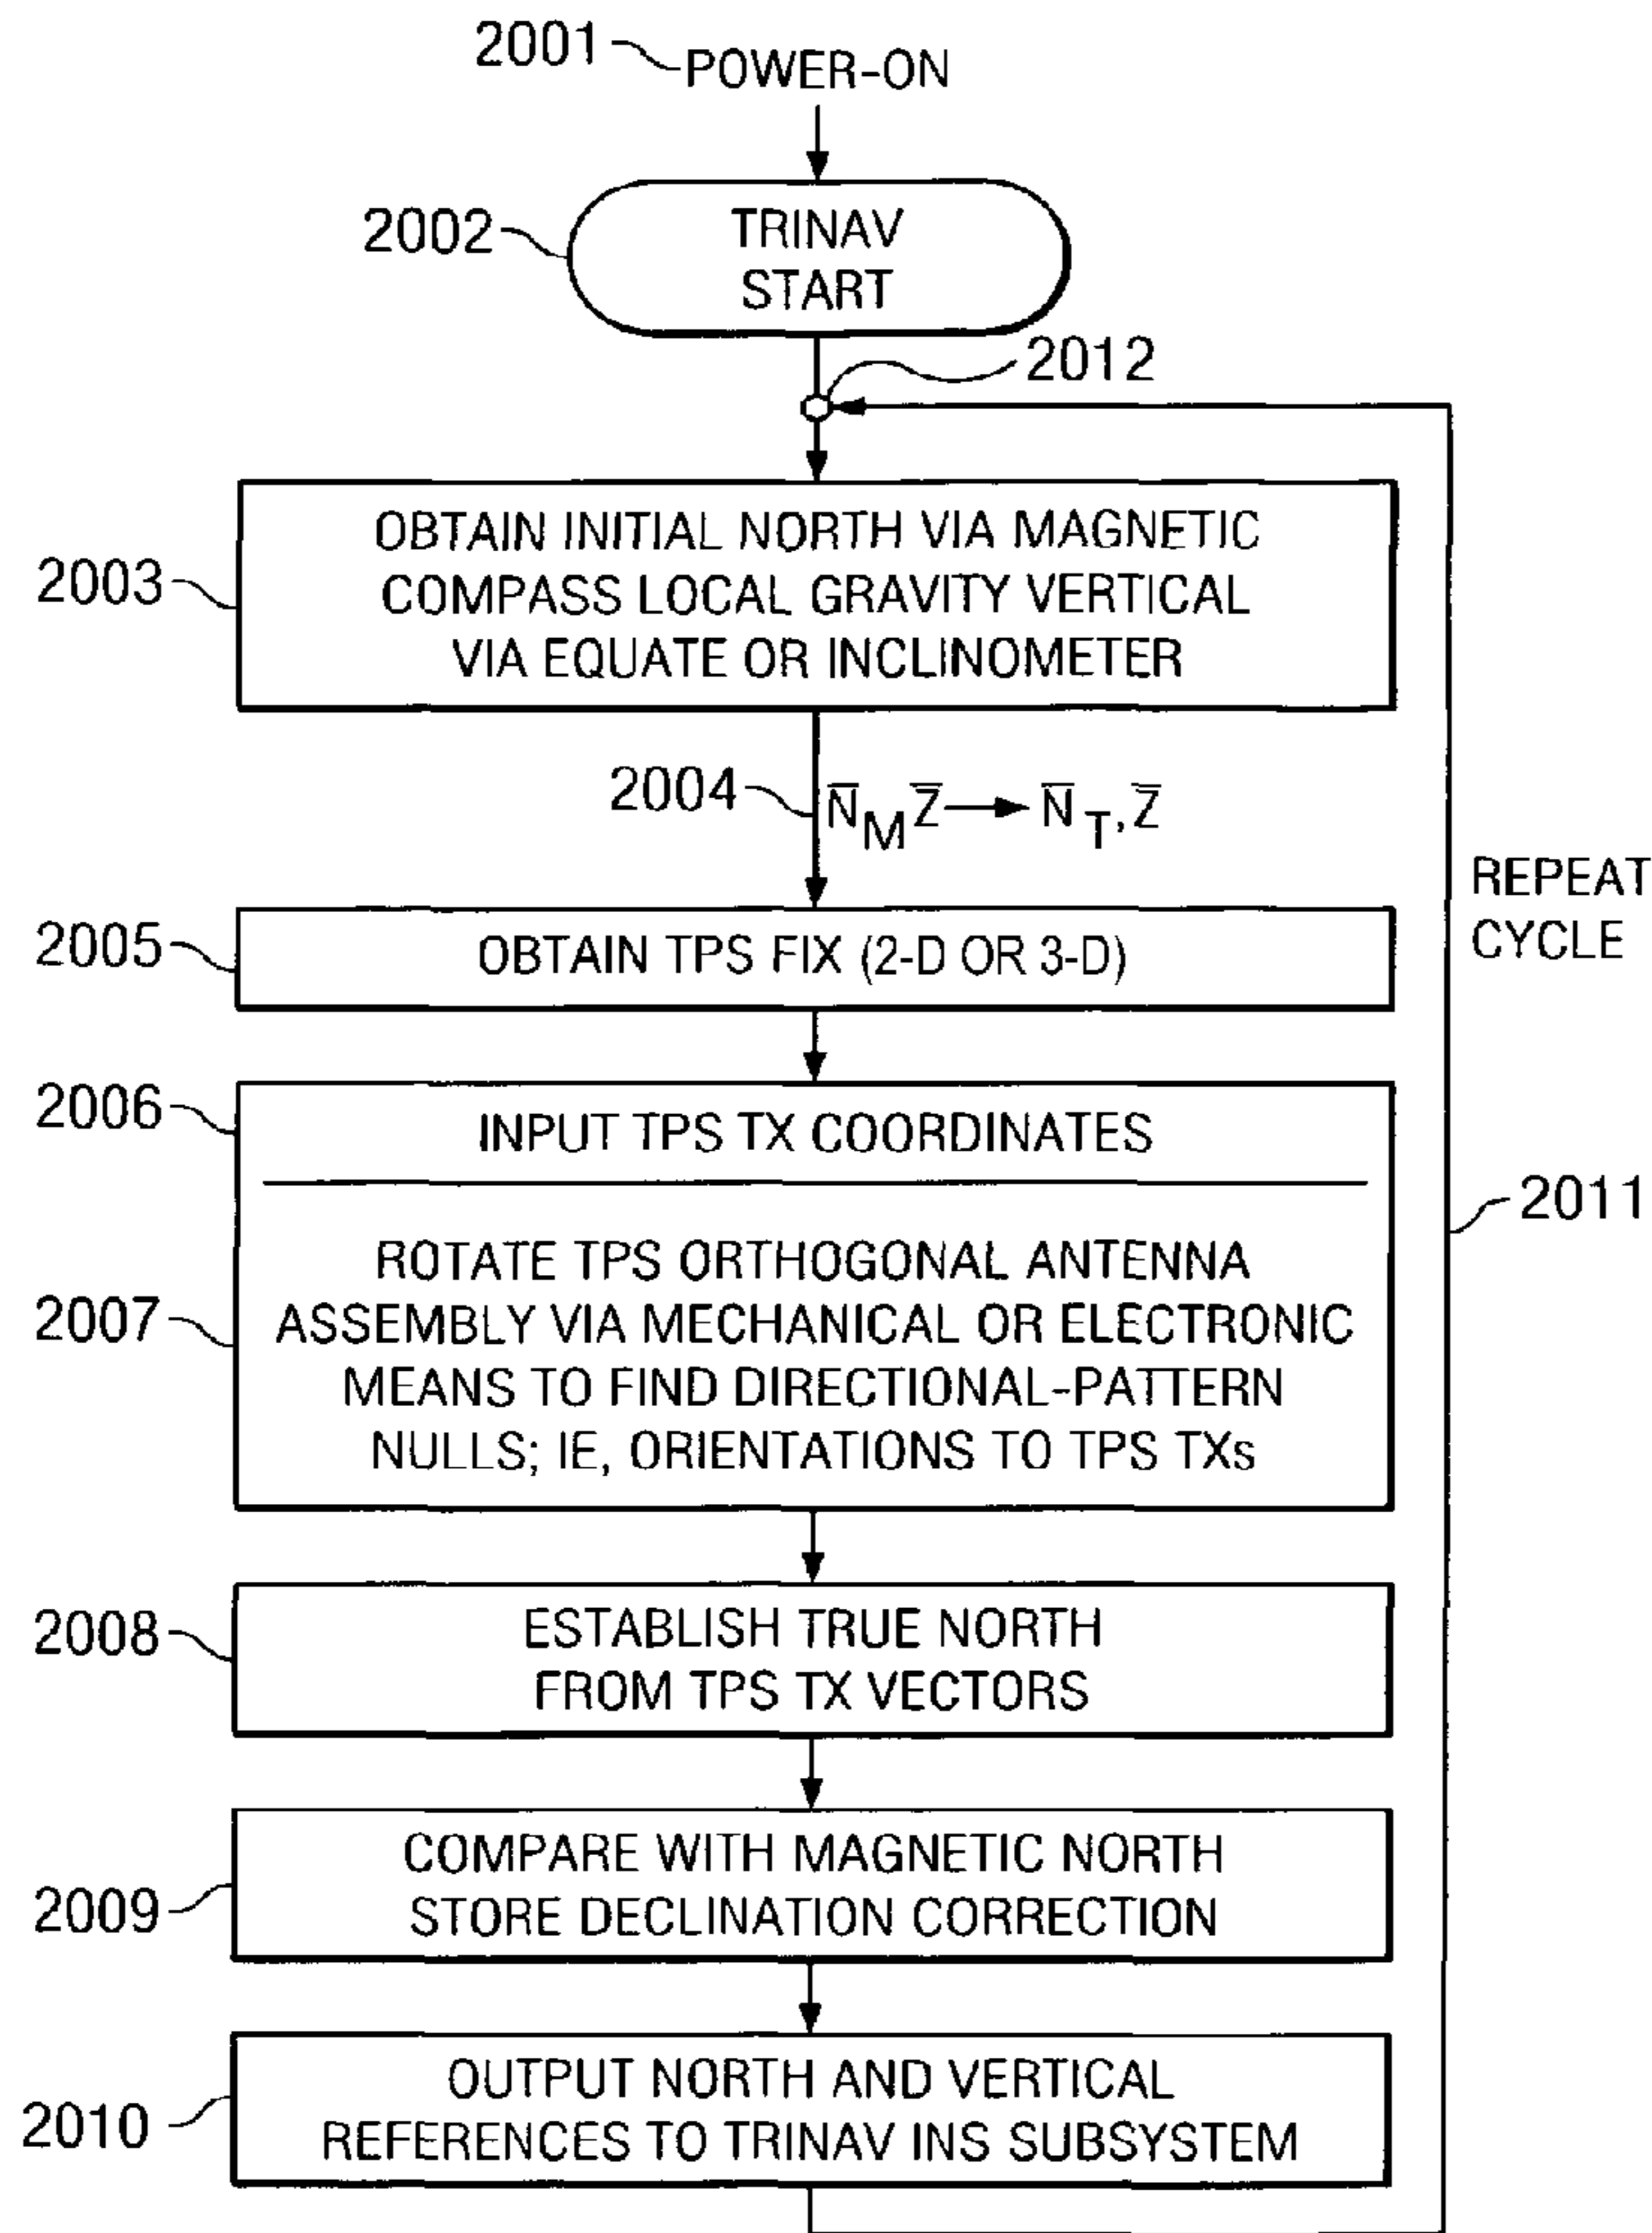 2001 POWER-ON
2002 TRINAV
START
2012
2003 OBTAIN INITIAL NORTH VIA MAGNETIC
COMPASS LOCAL GRAVITY VERTICAL
VIA EQUATE OR INCLINOMETER
2004 N̅M Z̅ → N̅T, Z̅
REPEAT
CYCLE
2005 OBTAIN TPS FIX (2-D OR 3-D)
2006 INPUT TPS TX COORDINATES
2011
2007 ROTATE TPS ORTHOGONAL ANTENNA
ASSEMBLY VIA MECHANICAL OR ELECTRONIC
MEANS TO FIND DIRECTIONAL-PATTERN
NULLS; IE, ORIENTATIONS TO TPS TXs
2008 ESTABLISH TRUE NORTH
FROM TPS TX VECTORS
2009 COMPARE WITH MAGNETIC NORTH
STORE DECLINATION CORRECTION
2010 OUTPUT NORTH AND VERTICAL
REFERENCES TO TRINAV INS SUBSYSTEM